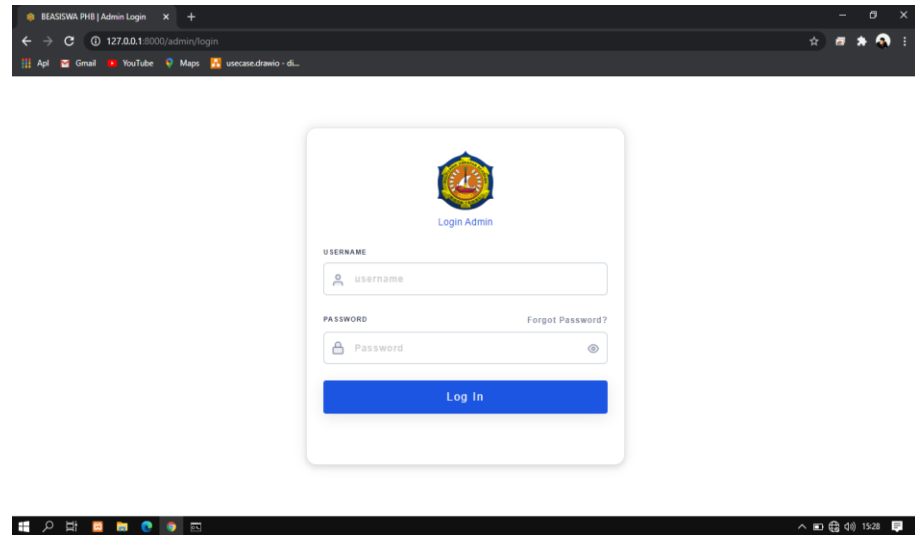 BEASISWA PHB | Admin Login
127.0.0.1:8000/admin/login
Apl Gmail YouTube Maps usecase.drawio - di...
Login Admin
USERNAME
username
PASSWORD Forgot Password?
Password
Log In
15:28